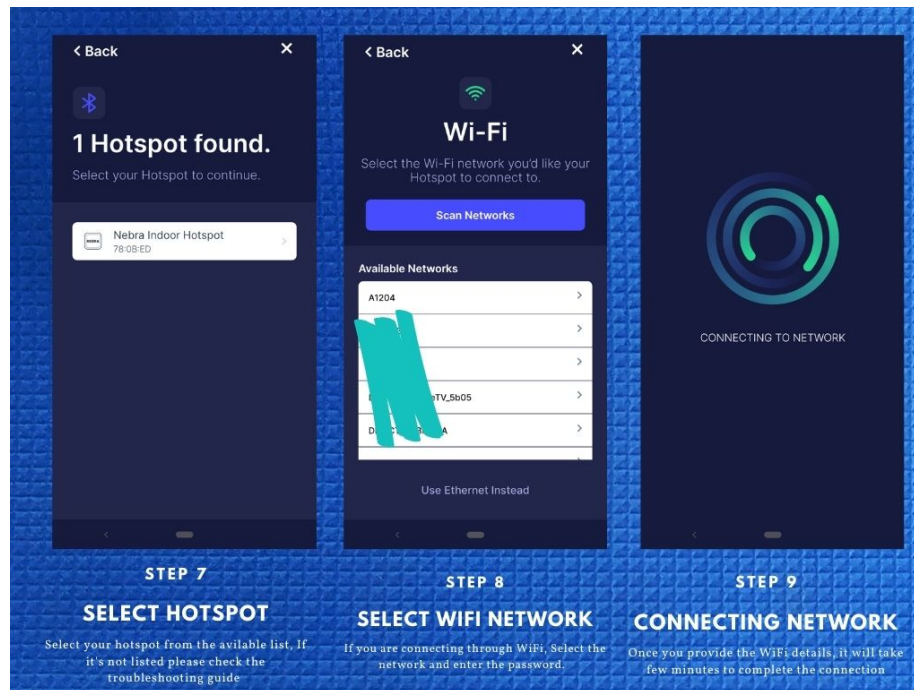 < Back
×
1 Hotspot found.
Select your Hotspot to continue.
NEBRA
Nebra Indoor Hotspot
78:0B:ED
STEP 7
SELECT HOTSPOT
Select your hotspot from the avilable list, If
it's not listed please check the
troubleshooting guide
< Back
×
Wi-Fi
Select the Wi-Fi network you'd like your
Hotspot to connect to.
Scan Networks
Available Networks
A1204
eTV_5b05
A
Use Ethernet Instead
STEP 8
SELECT WIFI NETWORK
If you are connecting through WiFi, Select the
network and enter the password.
CONNECTING TO NETWORK
STEP 9
CONNECTING NETWORK
Once you provide the WiFi details, it will take
few minutes to complete the connection